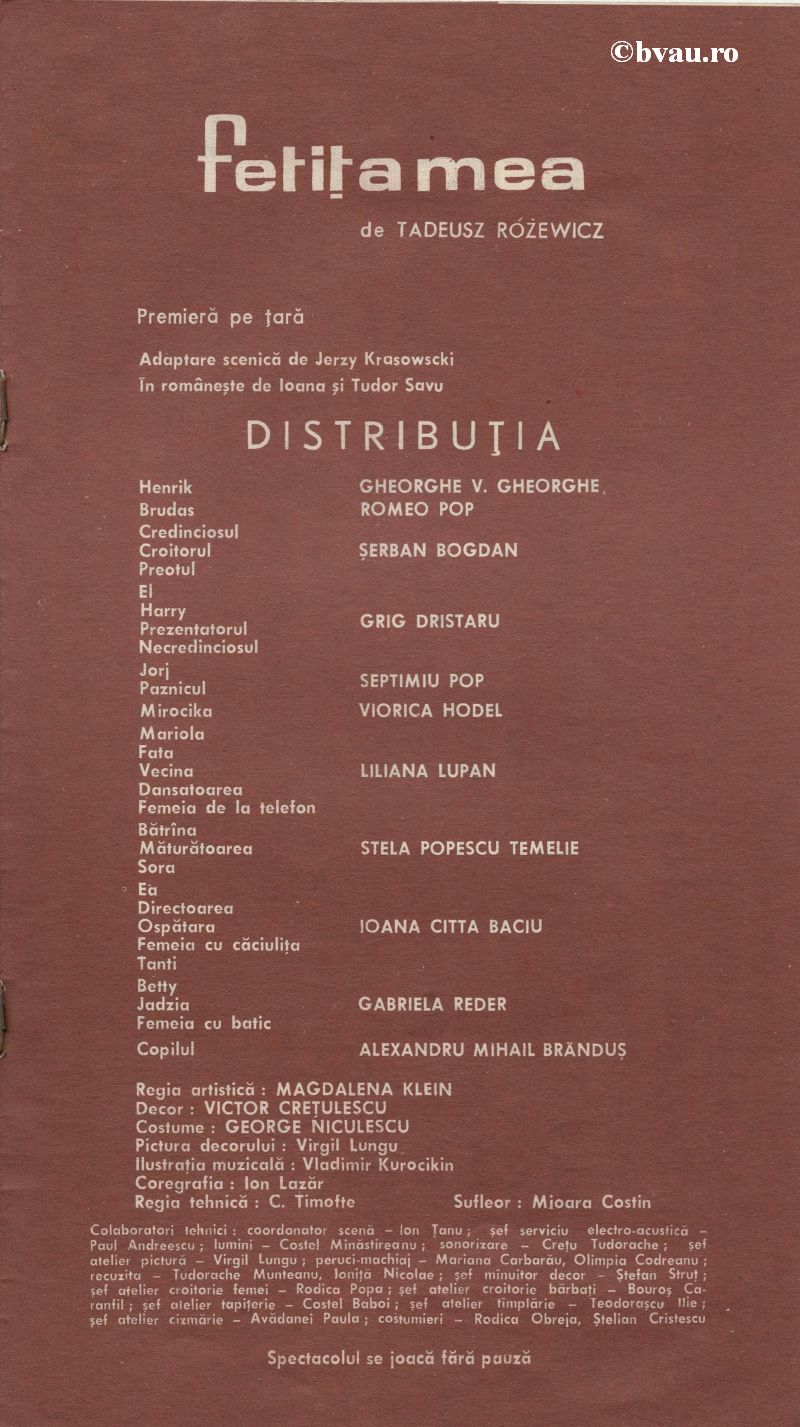 ©bvau.ro
Fetița mea
de TADEUSZ RÓŻEWICZ
Premieră pe țară
Adaptare scenică de Jerzy Krasowscki
În românește de Ioana și Tudor Savu
DISTRIBUŢIA
Henrik GHEORGHE V. GHEORGHE
Brudas ROMEO POP
Credinciosul
Croitorul ȘERBAN BOGDAN
Preotul
El
Harry
Prezentatorul GRIG DRISTARU
Necredinciosul
Jorj
Paznicul SEPTIMIU POP
Mirocika VIORICA HODEL
Mariola
Fata
Vecina LILIANA LUPAN
Dansatoarea
Femeia de la telefon
Bătrîna
Măturătoarea STELA POPESCU TEMELIE
Sora
Ea
Directoarea
Ospătara IOANA CITTA BACIU
Femeia cu căciulița
Tanti
Betty
Jadzia GABRIELA REDER
Femeia cu batic
Copilul ALEXANDRU MIHAIL BRĂNDUȘ
Regia artistică : MAGDALENA KLEIN
Decor : VICTOR CREȚULESCU
Costume : GEORGE NICULESCU
Pictura decorului : Virgil Lungu
Ilustrația muzicală : Vladimir Kurocikin
Coregrafia : Ion Lazăr
Regia tehnică : C. Timofte Sufleor : Mioara Costin
Colaboratori tehnici : coordonator scenă – Ion Țanu ; șef serviciu electro-acustică –
Paul Andreescu ; lumini – Costel Minăstireanu ; sonorizare – Crețu Tudorache ; șef
atelier pictură – Virgil Lungu ; peruci-machiaj – Mariana Carbarău, Olimpia Codreanu ;
recuzita – Tudorache Munteanu, Ioniță Nicolae ; șef minuitor decor – Ștefan Struț ;
șef atelier croitorie femei – Rodica Popa ; șef atelier croitorie bărbați – Bouroș Ca-
ranfil ; șef atelier tapiterie – Costel Baboi ; șef atelier timplărie – Teodorașcu Ilie ;
șef atelier cizmărie – Avădanei Paula ; costumieri – Rodica Obreja, Ștelian Cristescu
Spectacolul se joacă fără pauză